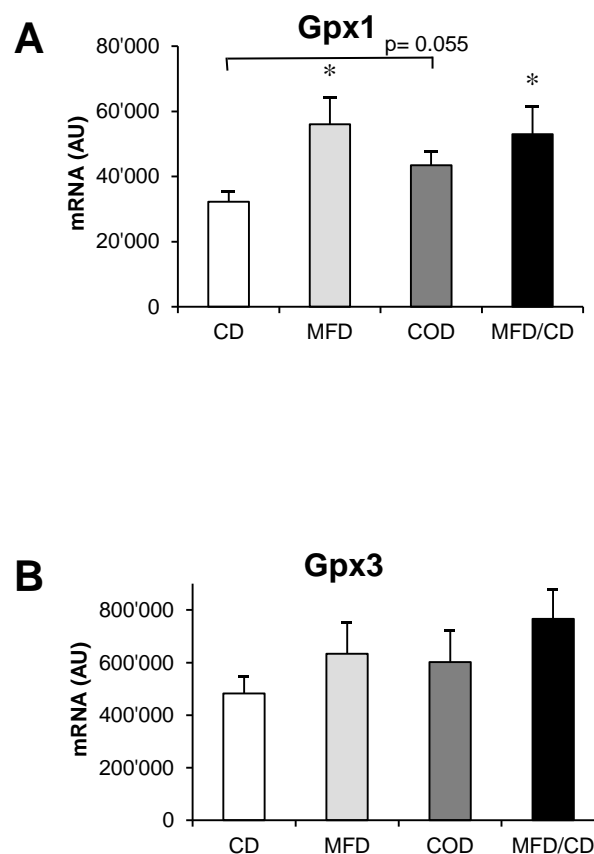 A
Gpx1
p= 0.055
80'000
60'000
40'000
20'000
0
mRNA (AU)
*
*
CD MFD COD MFD/CD
B
Gpx3
800'000
600'000
400'000
200'000
0
mRNA (AU)
CD MFD COD MFD/CD